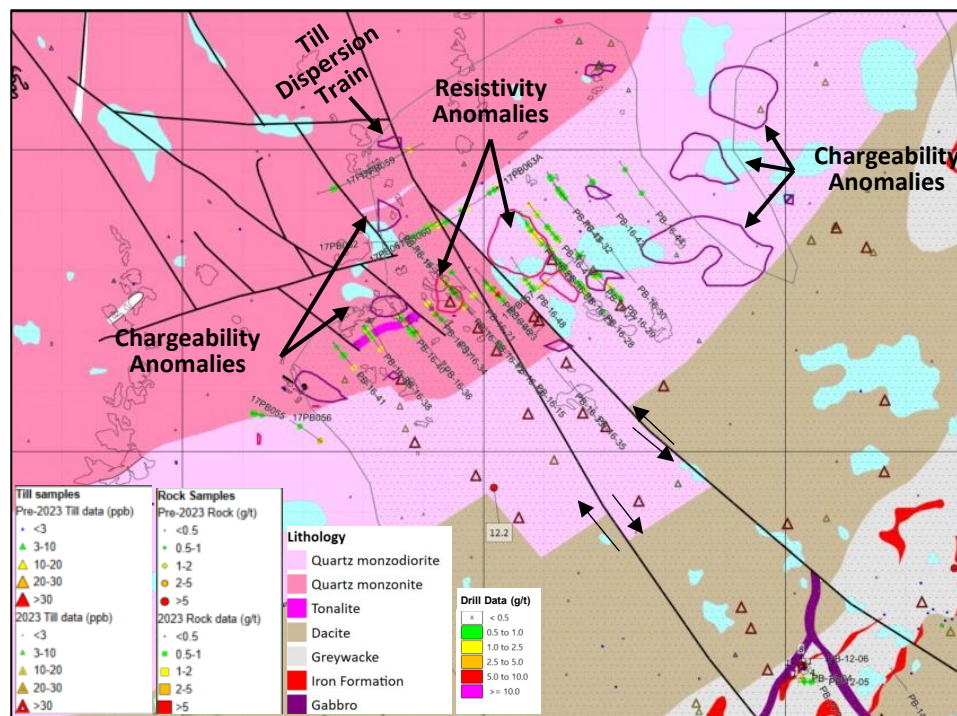 Till
Dispersion
Train
Resistivity
Anomalies
Chargeability
Anomalies
17PB059
17PB063A
PB-16-44
PB-16-30
PB-16-28
PB-16-48
Chargeability
Anomalies
PB-16-36
PB-16-38
PB-16-41
PB-16-15
PB-16-35
17PB055
17PB056
12.2
PB-12-06
PB-12-05
Till samples
Pre-2023 Till data (ppb)
<3
3-10
10-20
20-30
>30
2023 Till data (ppb)
<3
3-10
10-20
20-30
>30
Rock Samples
Pre-2023 Rock (g/t)
<0.5
0.5-1
1-2
2-5
>5
2023 Rock data (g/t)
<0.5
0.5-1
1-2
2-5
>5
Lithology
Quartz monzodiorite
Quartz monzonite
Tonalite
Dacite
Greywacke
Iron Formation
Gabbro
Drill Data (g/t)
x < 0.5
0.5 to 1.0
1.0 to 2.5
2.5 to 5.0
5.0 to 10.0
>= 10.0